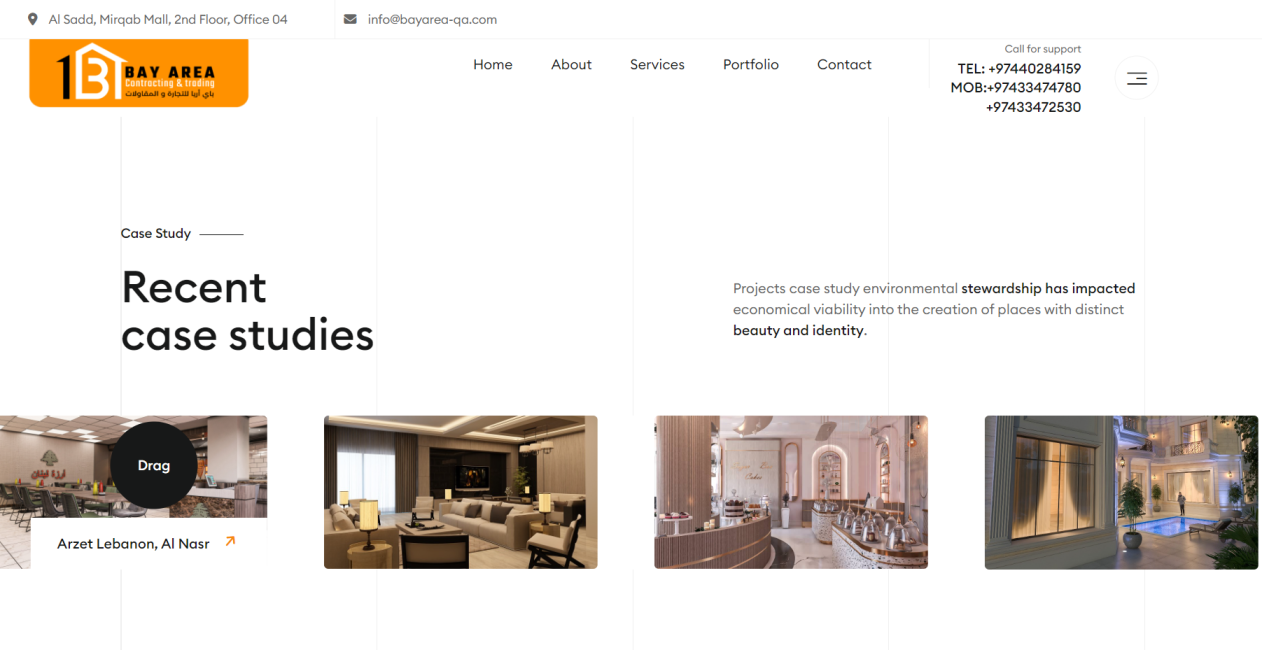 Al Sadd, Mirqab Mall, 2nd Floor, Office 04
info@bayarea-qa.com
1B BAY AREA
Contracting & trading
باي أريا للتجارة و المقاولات
Home
About
Services
Portfolio
Contact
Call for support
TEL: +97440284159
MOB:+97433474780
+97433472530
Case Study
Recent
case studies
Projects case study environmental stewardship has impacted
economical viability into the creation of places with distinct
beauty and identity.
Drag
Arzet Lebanon, Al Nasr